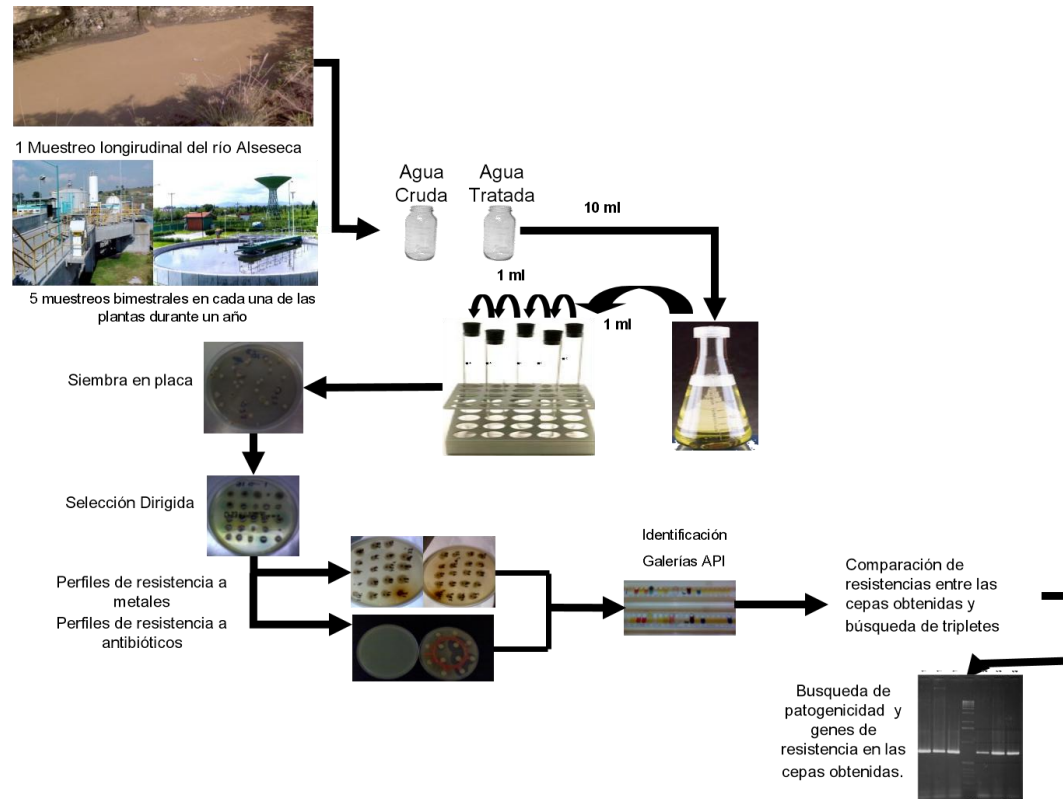 1 Muestreo longirudinal del río Alseseca
5 muestreos bimestrales en cada una de las
plantas durante un año
Agua
Cruda
Agua
Tratada
10 ml
1 ml
1 ml
Siembra en placa
Selección Dirigida
Perfiles de resistencia a
metales
Perfiles de resistencia a
antibióticos
Identificación
Galerías API
Comparación de
resistencias entre las
cepas obtenidas y
búsqueda de tripletes
Busqueda de
patogenicidad y
genes de
resistencia en las
cepas obtenidas.